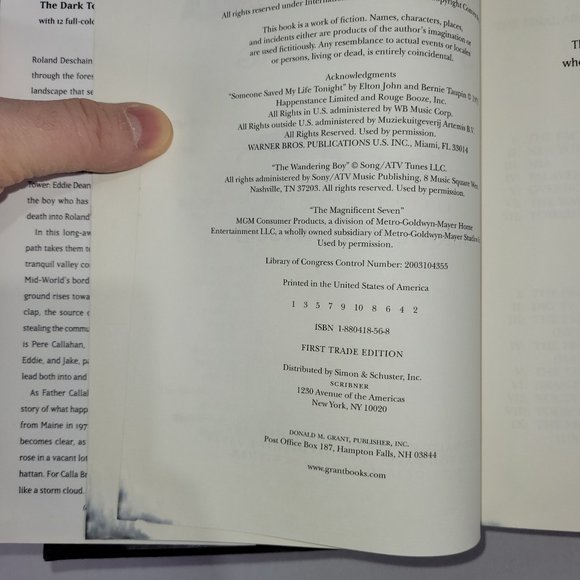 The Dark
with 12 full-colo
Roland Deschain
through the fores
landscape that se
Tower: Eddie Dean
the boy who has
death into Roland'
In this long-aw
path takes them to
tranquil valley co
Mid-World's bord
ground rises towa
clap, the source o
stealing the commu
is Pere Callahan,
Eddie, and Jake, pa
lead both into and
As Father Callal
story of what happ
from Maine in 197
becomes clear, as
rose in a vacant lot
hattan. For Calla Br
like a storm cloud.
All rights reserved under International
This book is a work of fiction. Names, characters, places,
and incidents either are products of the author's imagination or
are used fictitiously. Any resemblance to actual events or locales
or persons, living or dead, is entirely coincidental.
Acknowledgments
"Someone Saved My Life Tonight" by Elton John and Bernie Taupin ©
Happenstance Limited and Rouge Booze, Inc.
All Rights in U.S. administered by WB Music Corp.
All Rights outside U.S. administered by Muziekuitgeverij Artemis B.V.
All Rights Reserved. Used by permission.
WARNER BROS. PUBLICATIONS U.S. INC., Miami, FL 33014
"The Wandering Boy" © Song/ATV Tunes LLC.
All rights administered by Sony/ATV Music Publishing, 8 Music Square
Nashville, TN 37203. All rights reserved. Used by permission.
"The Magnificent Seven"
MGM Consumer Products, a division of Metro-Goldwyn-Mayer Home
Entertainment LLC, a wholly owned subsidiary of Metro-Goldwyn-Mayer
Used by permission.
Library of Congress Control Number: 2003104355
Printed in the United States of America
1 3 5 7 9 10 8 6 4 2
ISBN 1-880418-56-8
FIRST TRADE EDITION
Distributed by Simon & Schuster, Inc.
SCRIBNER
1230 Avenue of the Americas
New York, NY 10020
DONALD M. GRANT, PUBLISHER, INC.
Post Office Box 187, Hampton Falls, NH 03844
www.grantbooks.com
Th
who